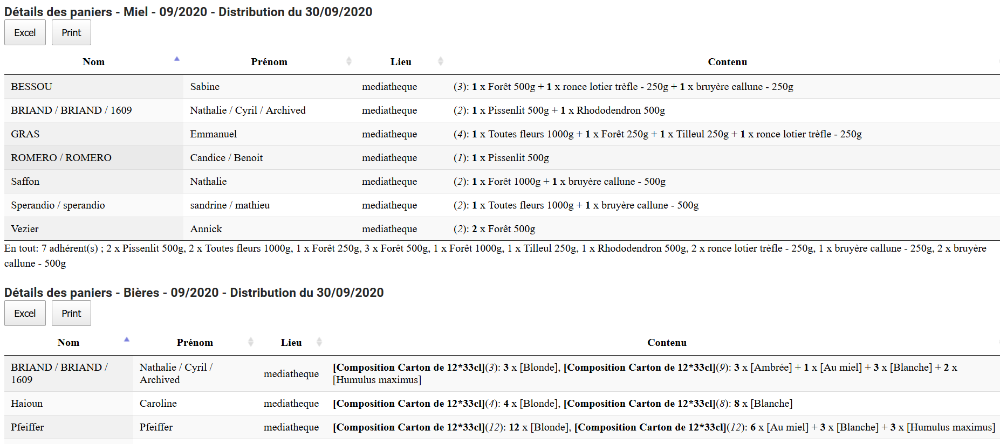 Détails des paniers - Miel - 09/2020 - Distribution du 30/09/2020
Excel Print
Nom Prénom Lieu Contenu
BESSOU Sabine mediatheque (3): 1 x Forêt 500g + 1 x ronce lotier trèfle - 250g + 1 x bruyère callune - 250g
BRIAND / BRIAND / 1609 Nathalie / Cyril / Archived mediatheque (2): 1 x Pissenlit 500g + 1 x Rhododendron 500g
GRAS Emmanuel mediatheque (4): 1 x Toutes fleurs 1000g + 1 x Forêt 250g + 1 x Tilleul 250g + 1 x ronce lotier trèfle - 250g
ROMERO / ROMERO Candice / Benoit mediatheque (1): 1 x Pissenlit 500g
Saffon Nathalie mediatheque (2): 1 x Forêt 1000g + 1 x bruyère callune - 500g
Sperandio / sperandio sandrine / mathieu mediatheque (2): 1 x Toutes fleurs 1000g + 1 x bruyère callune - 500g
Vezier Annick mediatheque (2): 2 x Forêt 500g
En tout: 7 adhérent(s) ; 2 x Pissenlit 500g, 2 x Toutes fleurs 1000g, 1 x Forêt 250g, 3 x Forêt 500g, 1 x Forêt 1000g, 1 x Tilleul 250g, 1 x Rhododendron 500g, 2 x ronce lotier trèfle - 250g, 1 x bruyère callune - 250g, 2 x bruyère
callune - 500g
Détails des paniers - Bières - 09/2020 - Distribution du 30/09/2020
Excel Print
Nom Prénom Lieu Contenu
BRIAND / BRIAND / Nathalie / Cyril / mediatheque [Composition Carton de 12*33cl](3): 3 x [Blonde], [Composition Carton de 12*33cl](9): 3 x [Ambrée] + 1 x [Au miel] + 3 x [Blanche] + 2 x
1609 Archived [Humulus maximus]
Haioun Caroline mediatheque [Composition Carton de 12*33cl](4): 4 x [Blonde], [Composition Carton de 12*33cl](8): 8 x [Blanche]
Pfeiffer Pfeiffer mediatheque [Composition Carton de 12*33cl](12): 12 x [Blonde], [Composition Carton de 12*33cl](12): 6 x [Au miel] + 3 x [Blanche] + 3 x [Humulus maximus]